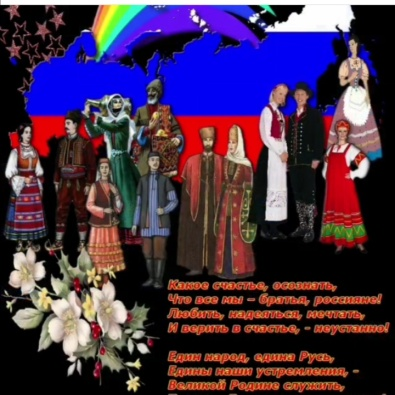 Какое счастье, осознать,
Что все мы – братья, россияне!
Любить, надеяться, мечтать,
И верить в счастье, - неустанно!
Един народ, едина Русь,
Едины наши устремления, -
Великой Родине служить,